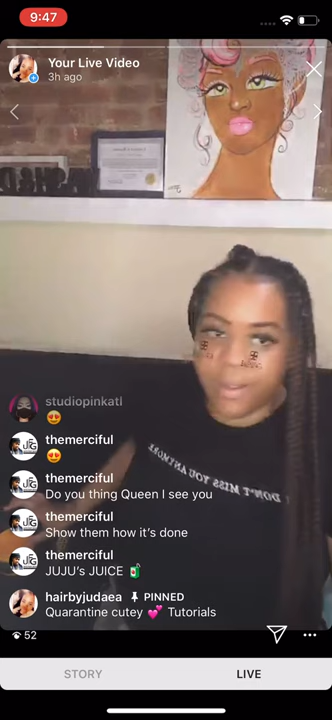 9:47
Your Live Video
3h ago
studiopinkatl
😍
themerciful
😍
themerciful
Do you thing Queen I see you
themerciful
Show them how it's done
themerciful
JUJU's JUICE 🧃
hairbyjudaea PINNED
Quarantine cutey 💕 Tutorials
I DON'T MISS YOU ANYMORE
52
STORY
LIVE